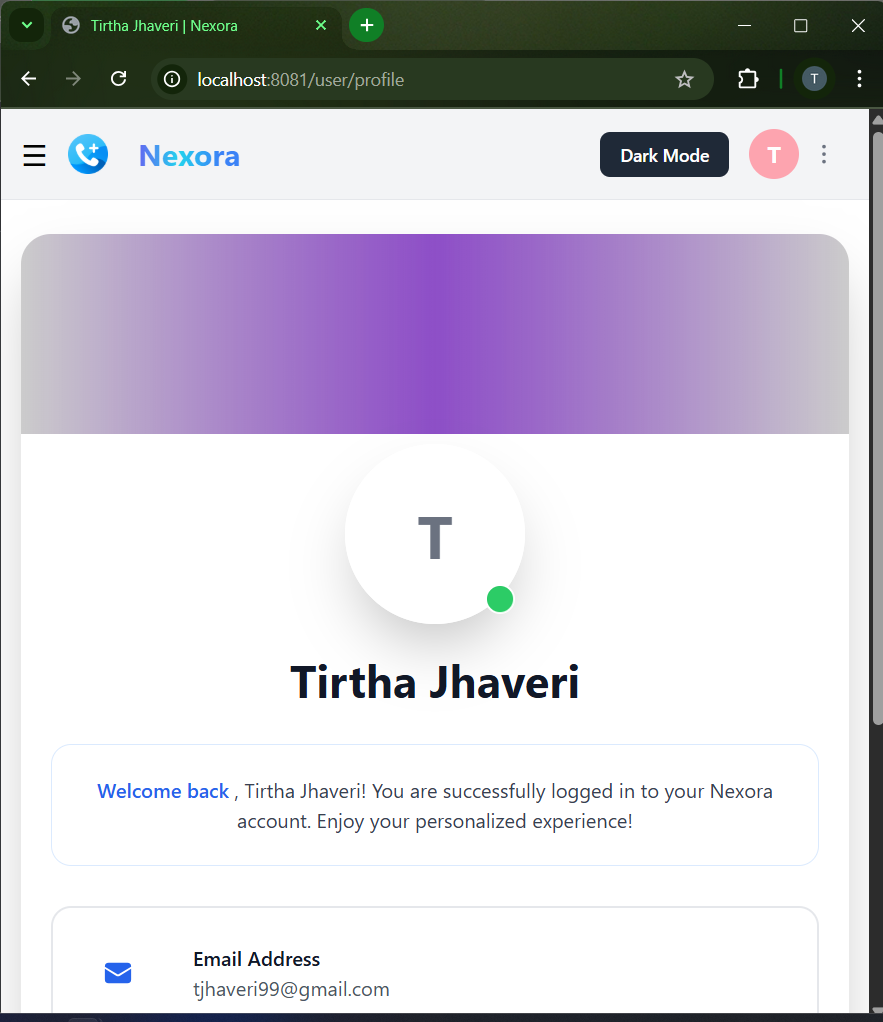 Tirtha Jhaveri | Nexora
localhost:8081/user/profile
T
Nexora
Dark Mode
T
T
Tirtha Jhaveri
Welcome back , Tirtha Jhaveri! You are successfully logged in to your Nexora
account. Enjoy your personalized experience!
Email Address
tjhaveri99@gmail.com